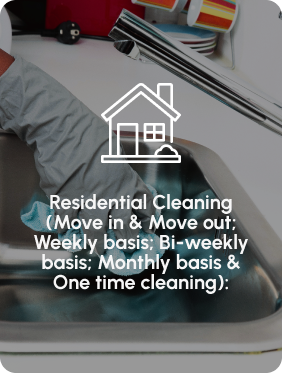 Residential Cleaning
(Move in & Move out;
Weekly basis; Bi-weekly
basis; Monthly basis &
One time cleaning):